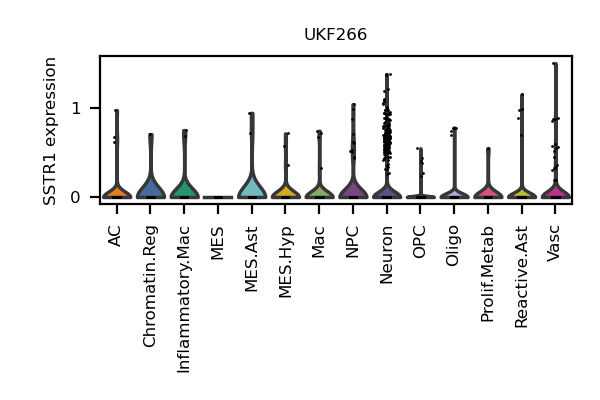 UKF266
SSTR1 expression
1
0
AC
Chromatin.Reg
Inflammatory.Mac
MES
MES.Ast
MES.Hyp
Mac
NPC
Neuron
OPC
Oligo
Prolif.Metab
Reactive.Ast
Vasc